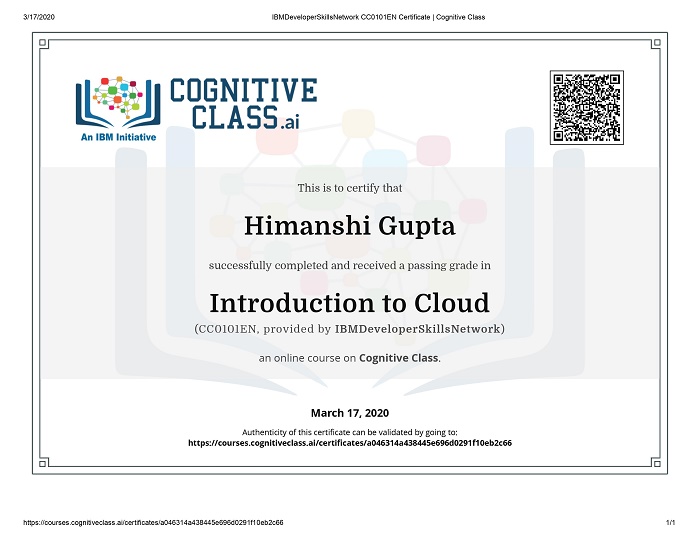 3/17/2020 IBMDeveloperSkillsNetwork CC0101EN Certificate | Cognitive Class
COGNITIVE
CLASS.ai
An IBM Initiative
This is to certify that
Himanshi Gupta
successfully completed and received a passing grade in
Introduction to Cloud
(CC0101EN, provided by IBMDeveloperSkillsNetwork)
an online course on Cognitive Class.
March 17, 2020
Authenticity of this certificate can be validated by going to:
https://courses.cognitiveclass.ai/certificates/a046314a438445e696d0291f10eb2c66
https://courses.cognitiveclass.ai/certificates/a046314a438445e696d0291f10eb2c66 1/1